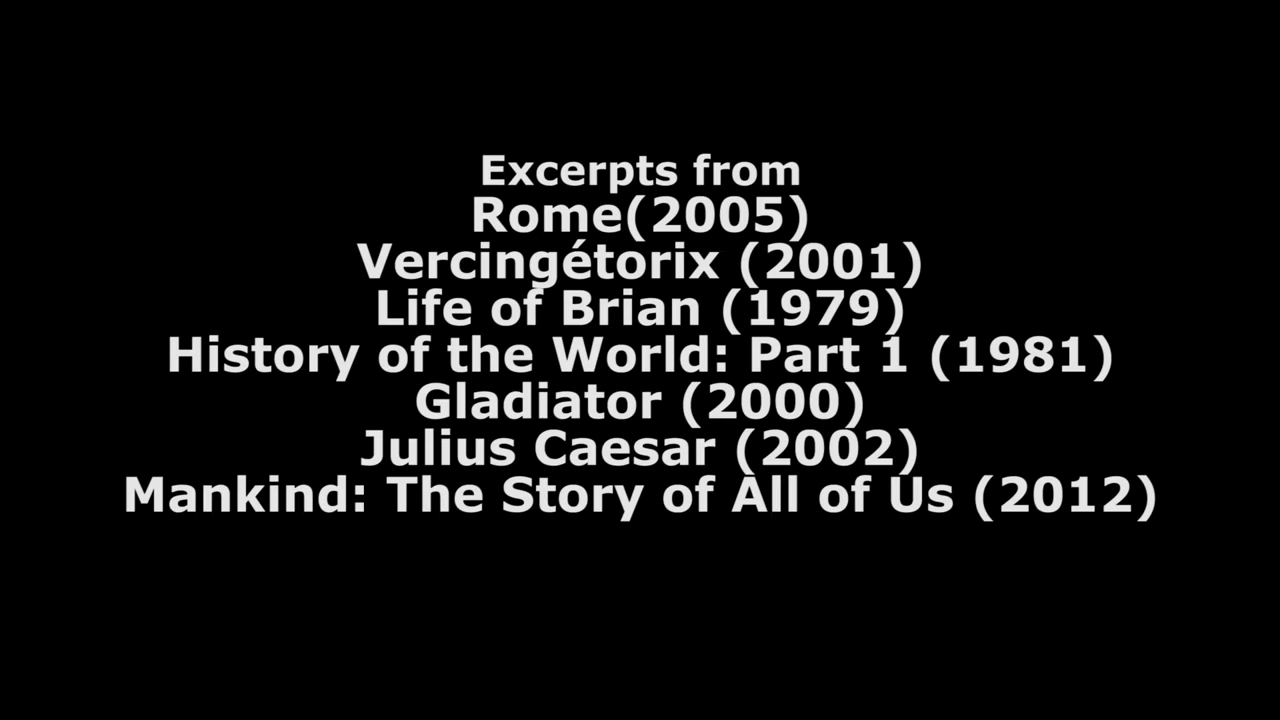 Excerpts from
Rome(2005)
Vercingétorix (2001)
Life of Brian (1979)
History of the World: Part 1 (1981)
Gladiator (2000)
Julius Caesar (2002)
Mankind: The Story of All of Us (2012)